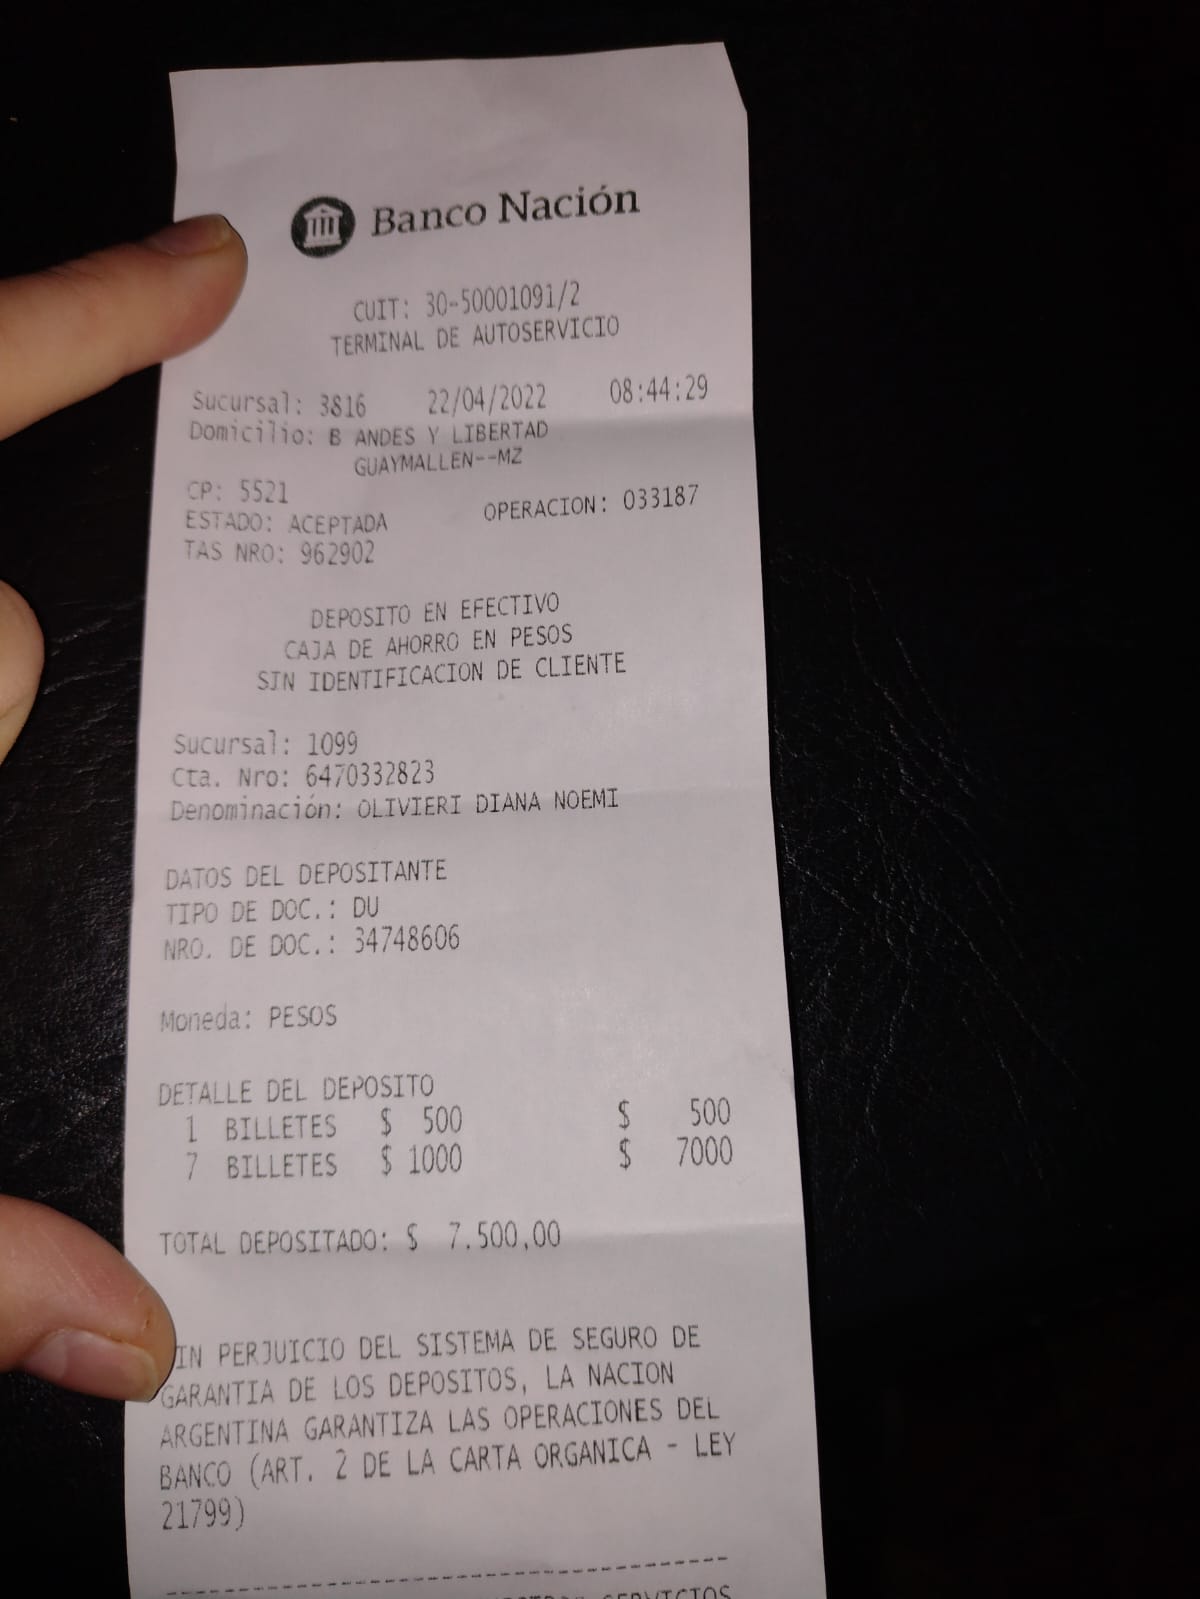 Banco Nación
CUIT: 30-50001091/2
TERMINAL DE AUTOSERVICIO
Sucursal: 3816 22/04/2022 08:44:29
Domicilio: B ANDES Y LIBERTAD
GUAYMALLEN--MZ
CP: 5521
ESTADO: ACEPTADA OPERACION: 033187
TAS NRO: 962902
DEPOSITO EN EFECTIVO
CAJA DE AHORRO EN PESOS
SIN IDENTIFICACION DE CLIENTE
Sucursal: 1099
Cta. Nro: 6470332823
Denominación: OLIVIERI DIANA NOEMI
DATOS DEL DEPOSITANTE
TIPO DE DOC.: DU
NRO. DE DOC.: 34748606
Moneda: PESOS
DETALLE DEL DEPOSITO
1 BILLETES $ 500 $ 500
7 BILLETES $ 1000 $ 7000
TOTAL DEPOSITADO: $ 7.500,00
IN PERJUICIO DEL SISTEMA DE SEGURO DE
GARANTIA DE LOS DEPOSITOS, LA NACION
ARGENTINA GARANTIZA LAS OPERACIONES DEL
BANCO (ART. 2 DE LA CARTA ORGANICA - LEY
21799)
----------------------------------------
SERVICIOS